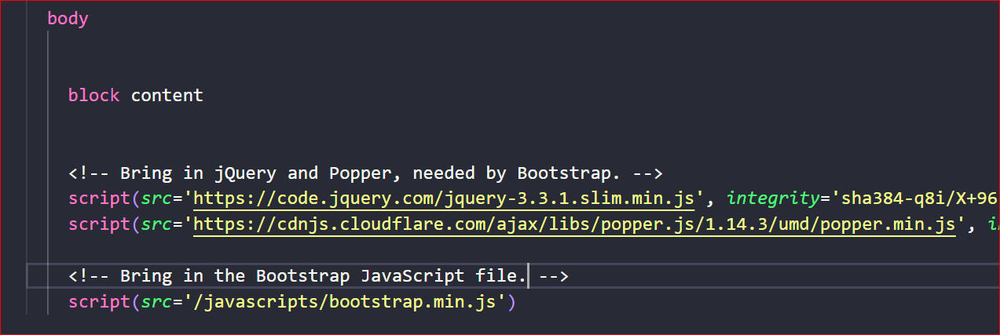 body
block content
<!-- Bring in jQuery and Popper, needed by Bootstrap. -->
script(src='https://code.jquery.com/jquery-3.3.1.slim.min.js', integrity='sha384-q8i/X+96
script(src='https://cdnjs.cloudflare.com/ajax/libs/popper.js/1.14.3/umd/popper.min.js',
<!-- Bring in the Bootstrap JavaScript file. -->
script(src='/javascripts/bootstrap.min.js')